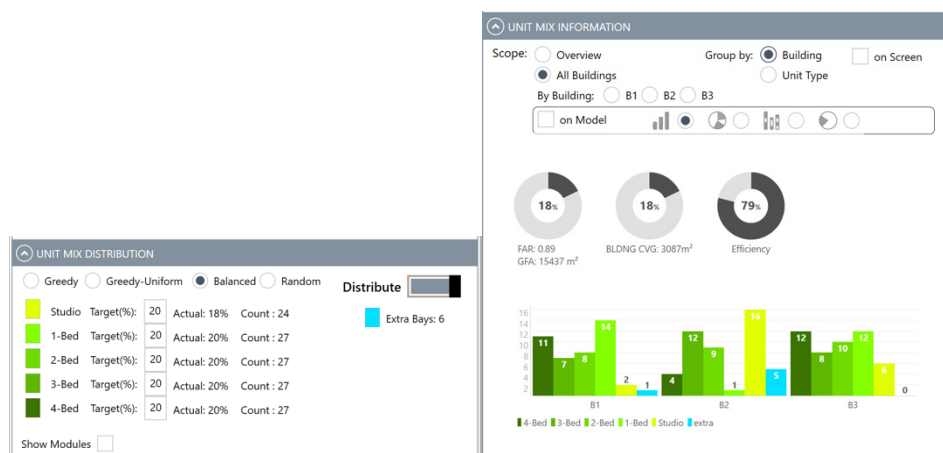 UNIT MIX DISTRIBUTION
Greedy Greedy-Uniform Balanced Random Distribute
Studio Target(%): 20 Actual: 18% Count : 24 Extra Bays: 6
1-Bed Target(%): 20 Actual: 20% Count : 27
2-Bed Target(%): 20 Actual: 20% Count : 27
3-Bed Target(%): 20 Actual: 20% Count : 27
4-Bed Target(%): 20 Actual: 20% Count : 27
Show Modules
UNIT MIX INFORMATION
Scope: Overview Group by: Building on Screen
All Buildings Unit Type
By Building: B1 B2 B3
on Model
18% 18% 79%
FAR: 0.89 BLDNG CVG: 3087m² Efficiency
GFA: 15437 m²
16
14
12
10
8
6
4
2
11 7 8 14 2 1 4 12 9 1 16 5 12 8 10 12 6 0
B1 B2 B3
4-Bed 3-Bed 2-Bed 1-Bed Studio extra